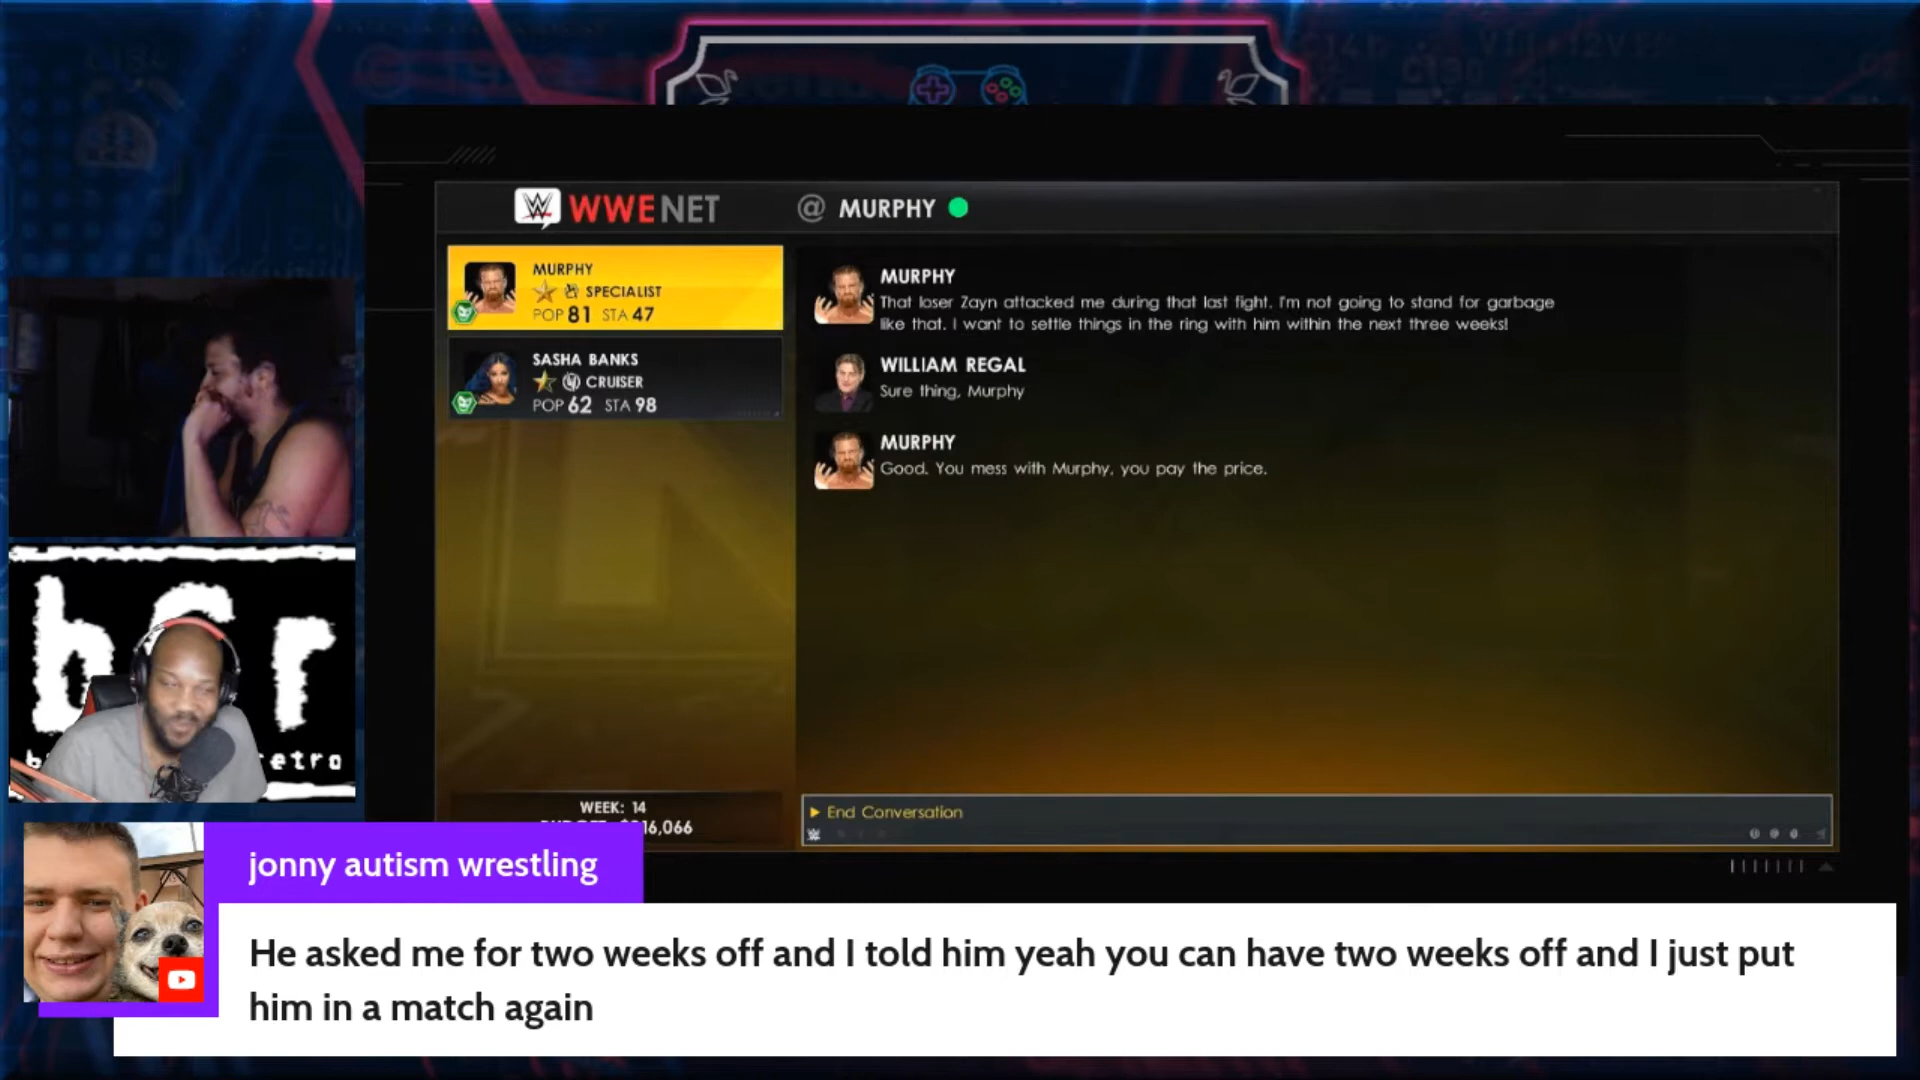 WWENET
@ MURPHY
MURPHY
SPECIALIST
POP 81 STA 47
SASHA BANKS
CRUISER
POP 62 STA 98
MURPHY
That loser Zayn attacked me during that last fight. I'm not going to stand for garbage
like that. I want to settle things in the ring with him within the next three weeks!
WILLIAM REGAL
Sure thing, Murphy
MURPHY
Good. You mess with Murphy, you pay the price.
WEEK: 14
16,066
End Conversation
etro
jonny autism wrestling
He asked me for two weeks off and I told him yeah you can have two weeks off and I just put
him in a match again